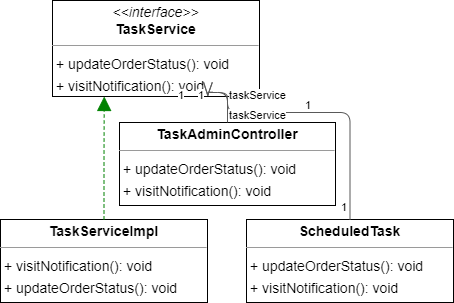 <<interface>>
TaskService
+ updateOrderStatus(): void
+ visitNotification(): void
1
1
taskService
taskService
1
TaskAdminController
+ updateOrderStatus(): void
+ visitNotification(): void
1
TaskServiceImpl
+ visitNotification(): void
+ updateOrderStatus(): void
ScheduledTask
+ updateOrderStatus(): void
+ visitNotification(): void